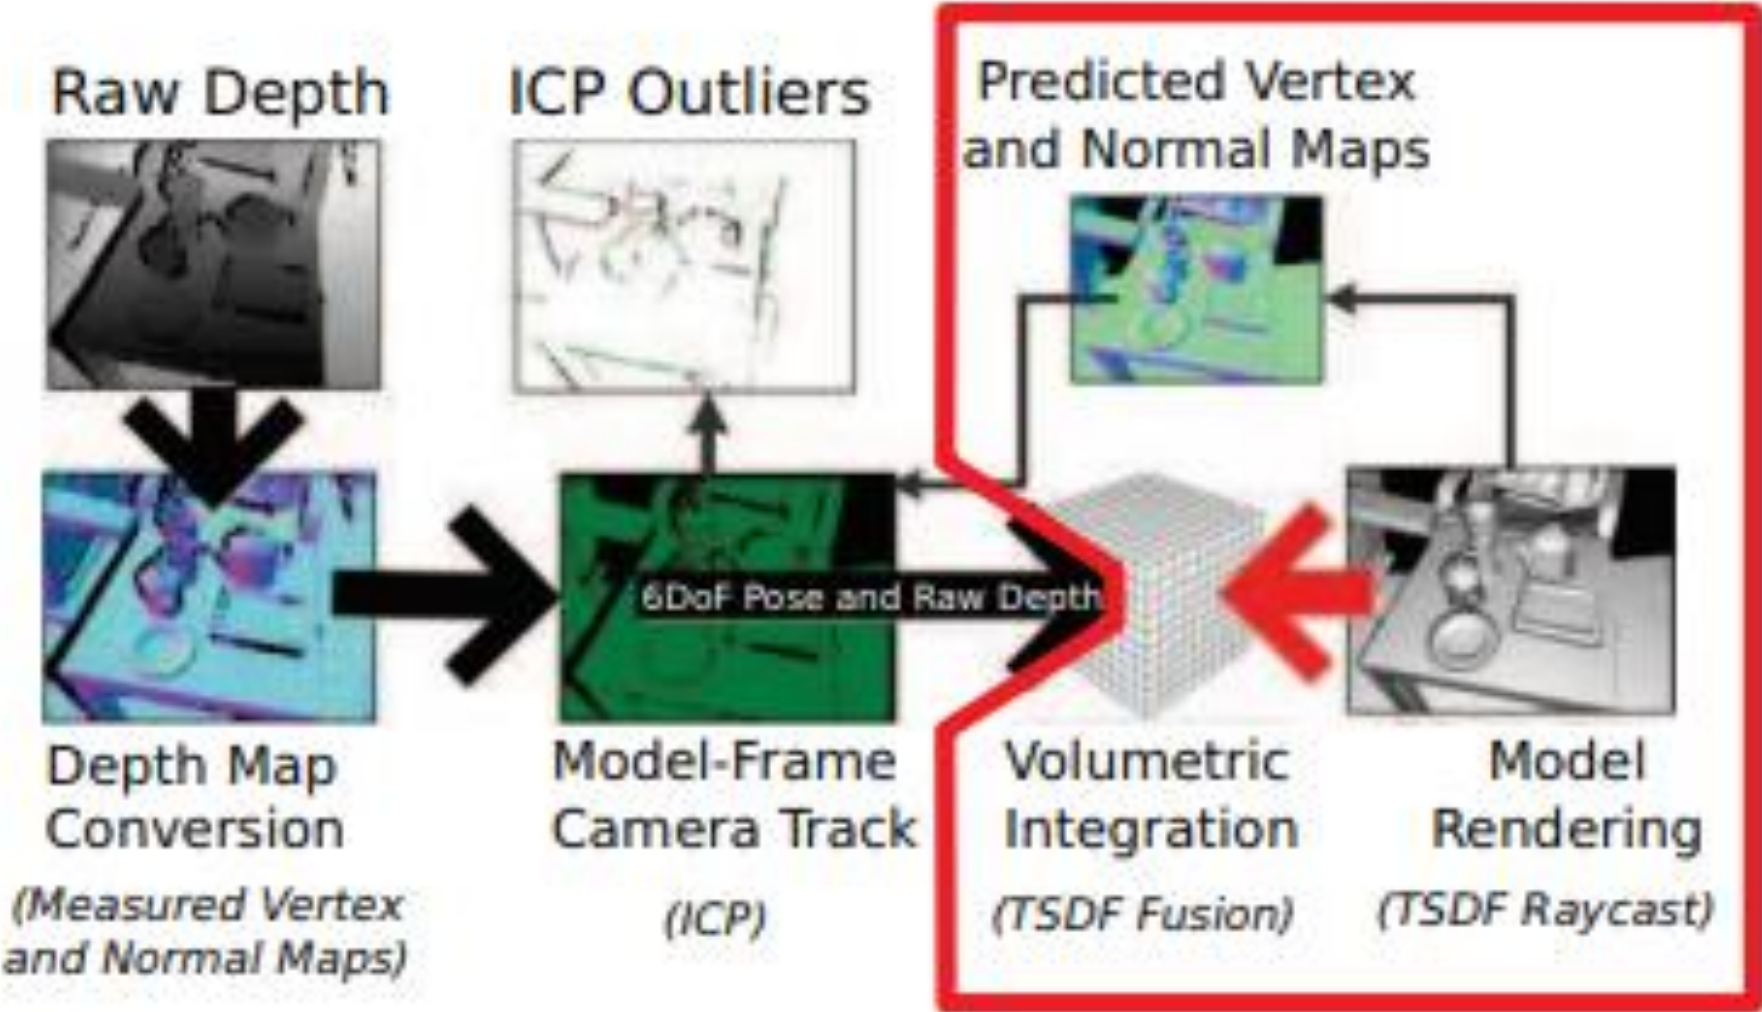 Raw Depth
ICP Outliers
Predicted Vertex
and Normal Maps
6DoF Pose and Raw Depth
Depth Map
Conversion
(Measured Vertex
and Normal Maps)
Model-Frame
Camera Track
(ICP)
Volumetric
Integration
(TSDF Fusion)
Model
Rendering
(TSDF Raycast)